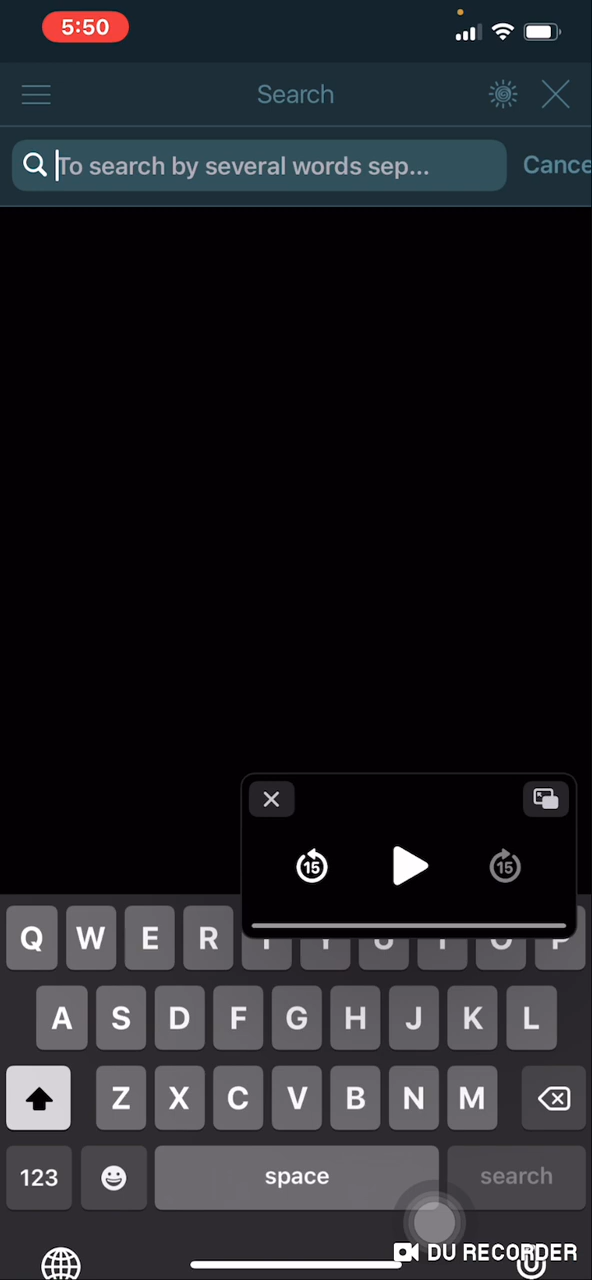 5:50
Search
To search by several words sep...
Cance
15
15
Q W E R T Y U I O P
A S D F G H J K L
Z X C V B N M
123
space
search
DU RECORDER